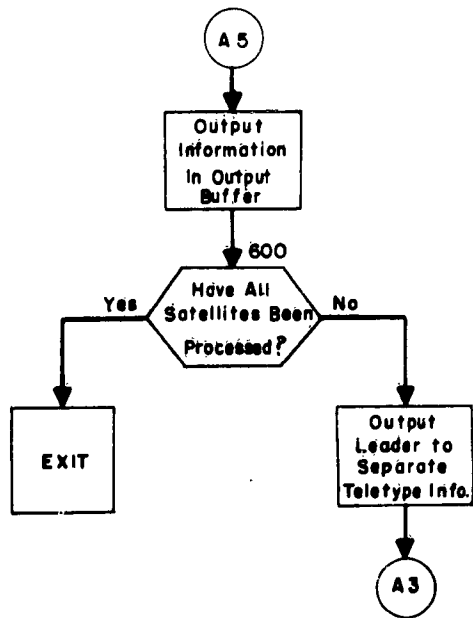 A5
Output
Information
In Output
Buffer
600
Have All
Satellites Been
Processed?
Yes
No
EXIT
Output
Leader to
Separate
Teletype Info.
A3